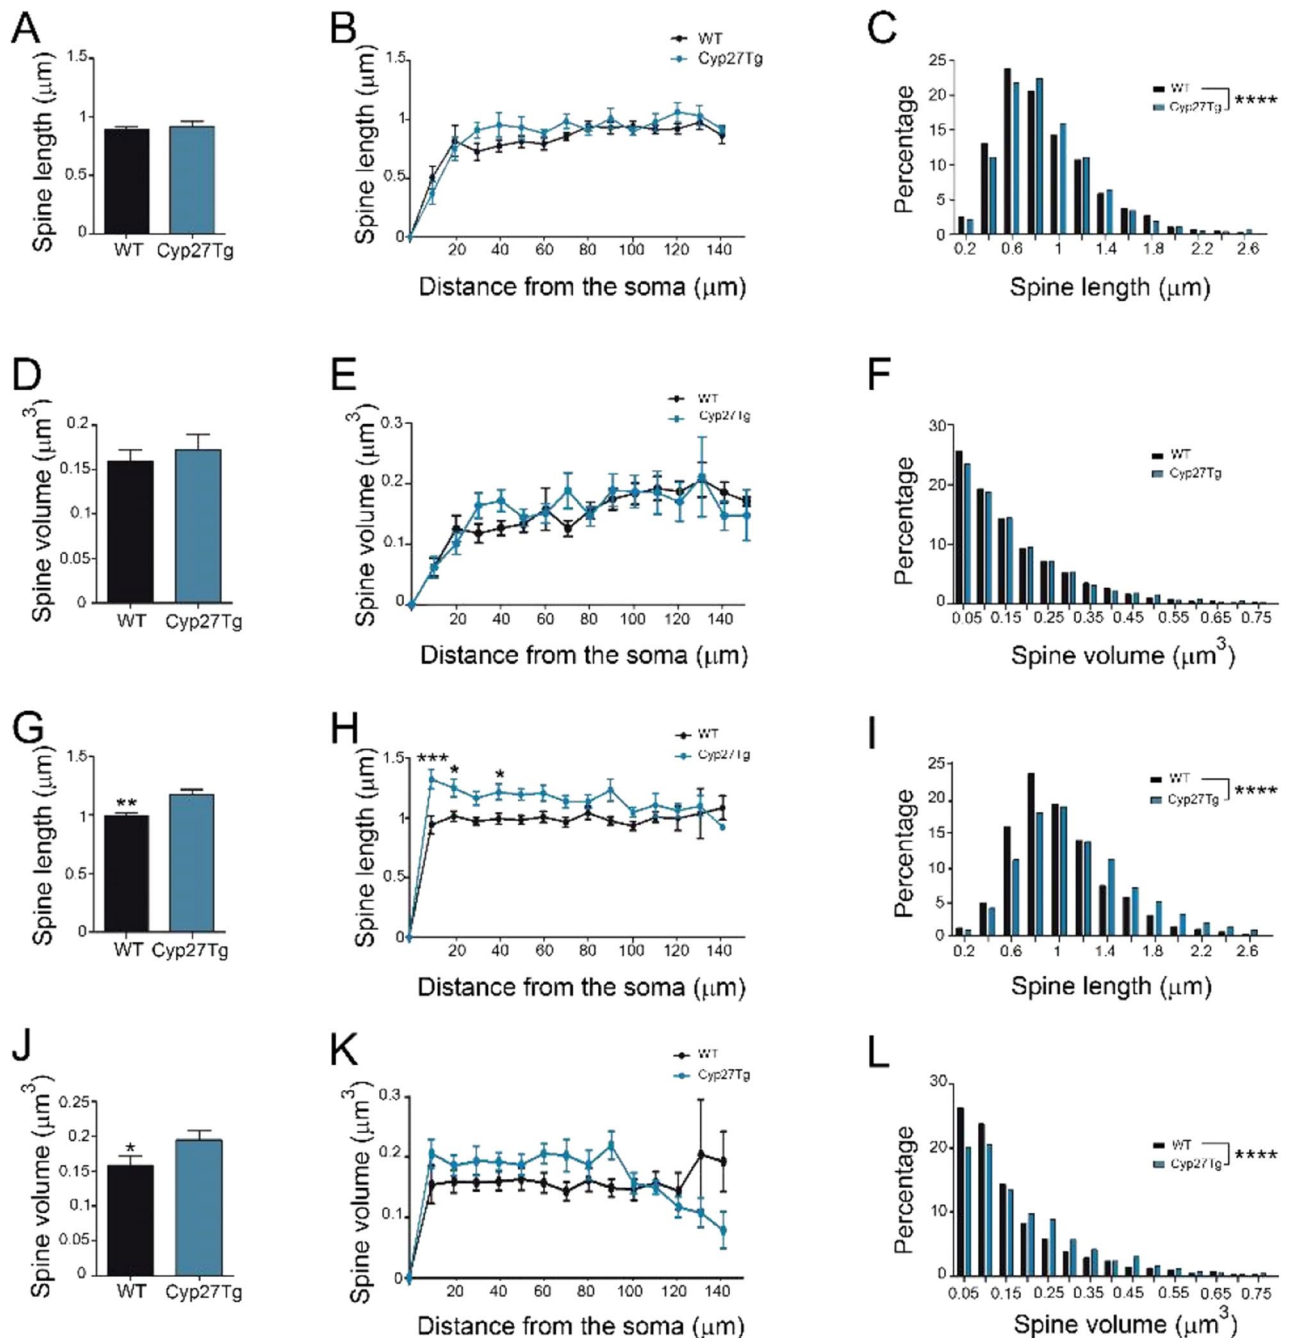 A
Spine length (μm)
1.5
1
0.5
0
WT Cyp27Tg
B
WT
Cyp27Tg
Spine length (μm)
1.5
1
0.5
0
20 40 60 80 100 120 140
Distance from the soma (μm)
C
Percentage
25
20
15
10
5
0
WT
Cyp27Tg
****
0.2 0.6 1 1.4 1.8 2.2 2.6
Spine length (μm)
D
Spine volume (μm³)
0.2
0.15
0.1
0.05
0
WT Cyp27Tg
E
WT
Cyp27Tg
Spine volume (μm³)
0.3
0.2
0.1
0
20 40 60 80 100 120 140
Distance from the soma (μm)
F
Percentage
30
20
10
0
WT
Cyp27Tg
0.05 0.15 0.25 0.35 0.45 0.55 0.65 0.75
Spine volume (μm³)
G
Spine length (μm)
1.5
1
0.5
0
**
WT Cyp27Tg
H
WT
Cyp27Tg
Spine length (μm)
1.5
1
0.5
0
*** * *
20 40 60 80 100 120 140
Distance from the soma (μm)
I
Percentage
25
20
15
10
5
0
WT
Cyp27Tg
****
0.2 0.6 1 1.4 1.8 2.2 2.6
Spine length (μm)
J
Spine volume (μm³)
0.25
0.2
0.15
0.1
0.05
0
*
WT Cyp27Tg
K
WT
Cyp27Tg
Spine volume (μm³)
0.3
0.2
0.1
0
20 40 60 80 100 120 140
Distance from the soma (μm)
L
Percentage
30
20
10
0
WT
Cyp27Tg
****
0.05 0.15 0.25 0.35 0.45 0.55 0.65 0.75
Spine volume (μm³)